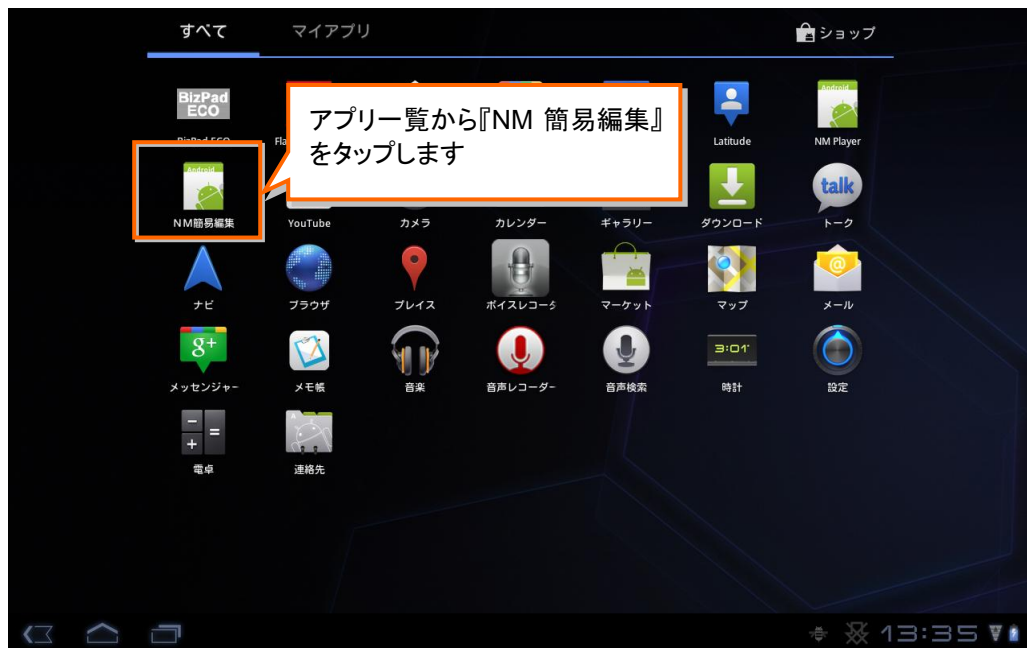 すべて
マイアプリ
ショップ
BizPad
ECO
アプリ一覧から『NM 簡易編集』
をタップします
Latitude
Android
NM Player
Android
NM簡易編集
YouTube
カメラ
カレンダー
ギャラリー
ダウンロード
talk
トーク
ナビ
ブラウザ
プレイス
ボイスレコーダ
マーケット
マップ
@
メール
g+
メッセンジャー
メモ帳
音楽
音声レコーダー
音声検索
3:01
時計
設定
電卓
A
連絡先
13:35